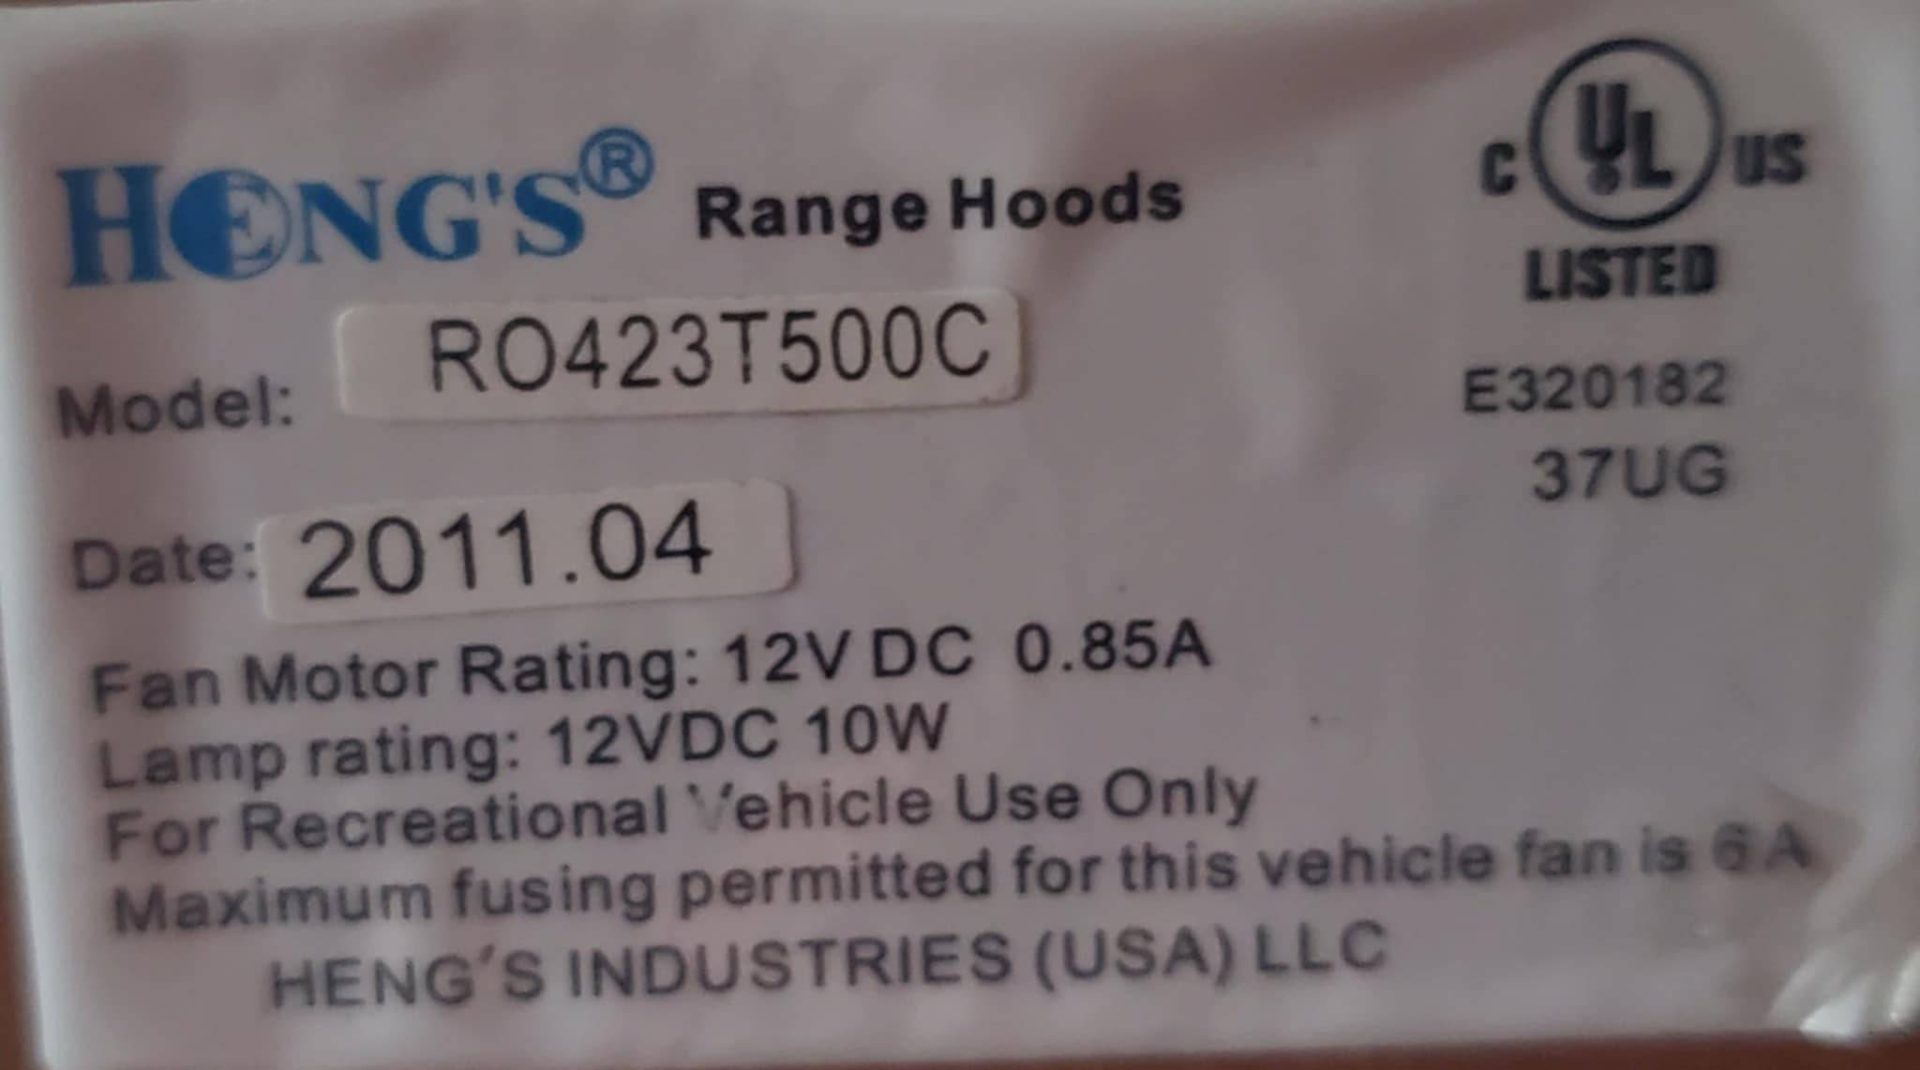 HENG'S® Range Hoods
C UL US
LISTED
Model: RO423T500C
E320182
37UG
Date: 2011.04
Fan Motor Rating: 12V DC 0.85A
Lamp rating: 12VDC 10W
For Recreational Vehicle Use Only
Maximum fusing permitted for this vehicle fan is 6A
HENG'S INDUSTRIES (USA) LLC